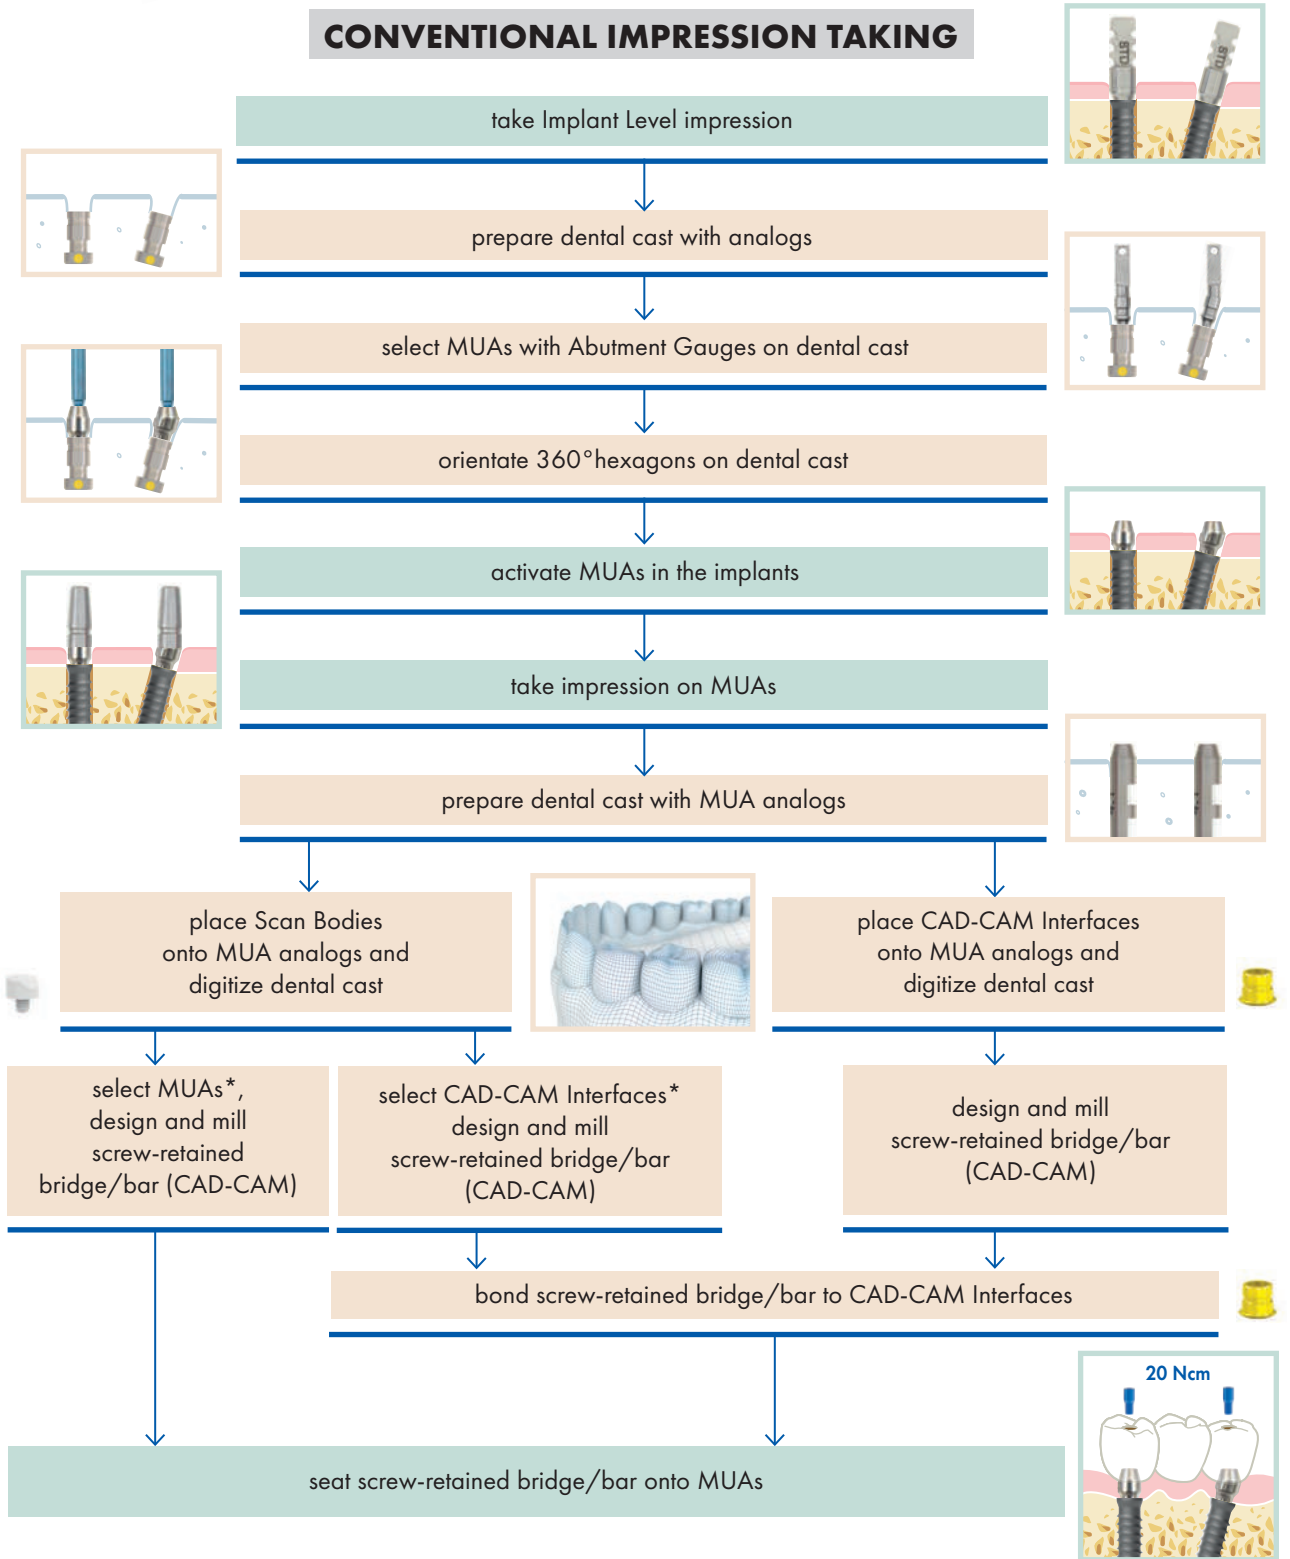 CONVENTIONAL IMPRESSION TAKING
STD
STD
take Implant Level impression
prepare dental cast with analogs
select MUAs with Abutment Gauges on dental cast
orientate 360°hexagons on dental cast
activate MUAs in the implants
take impression on MUAs
prepare dental cast with MUA analogs
place Scan Bodies
onto MUA analogs and
digitize dental cast
place CAD-CAM Interfaces
onto MUA analogs and
digitize dental cast
select MUAs*,
design and mill
screw-retained
bridge/bar (CAD-CAM)
select CAD-CAM Interfaces*
design and mill
screw-retained bridge/bar
(CAD-CAM)
design and mill
screw-retained bridge/bar
(CAD-CAM)
bond screw-retained bridge/bar to CAD-CAM Interfaces
20 Ncm
seat screw-retained bridge/bar onto MUAs